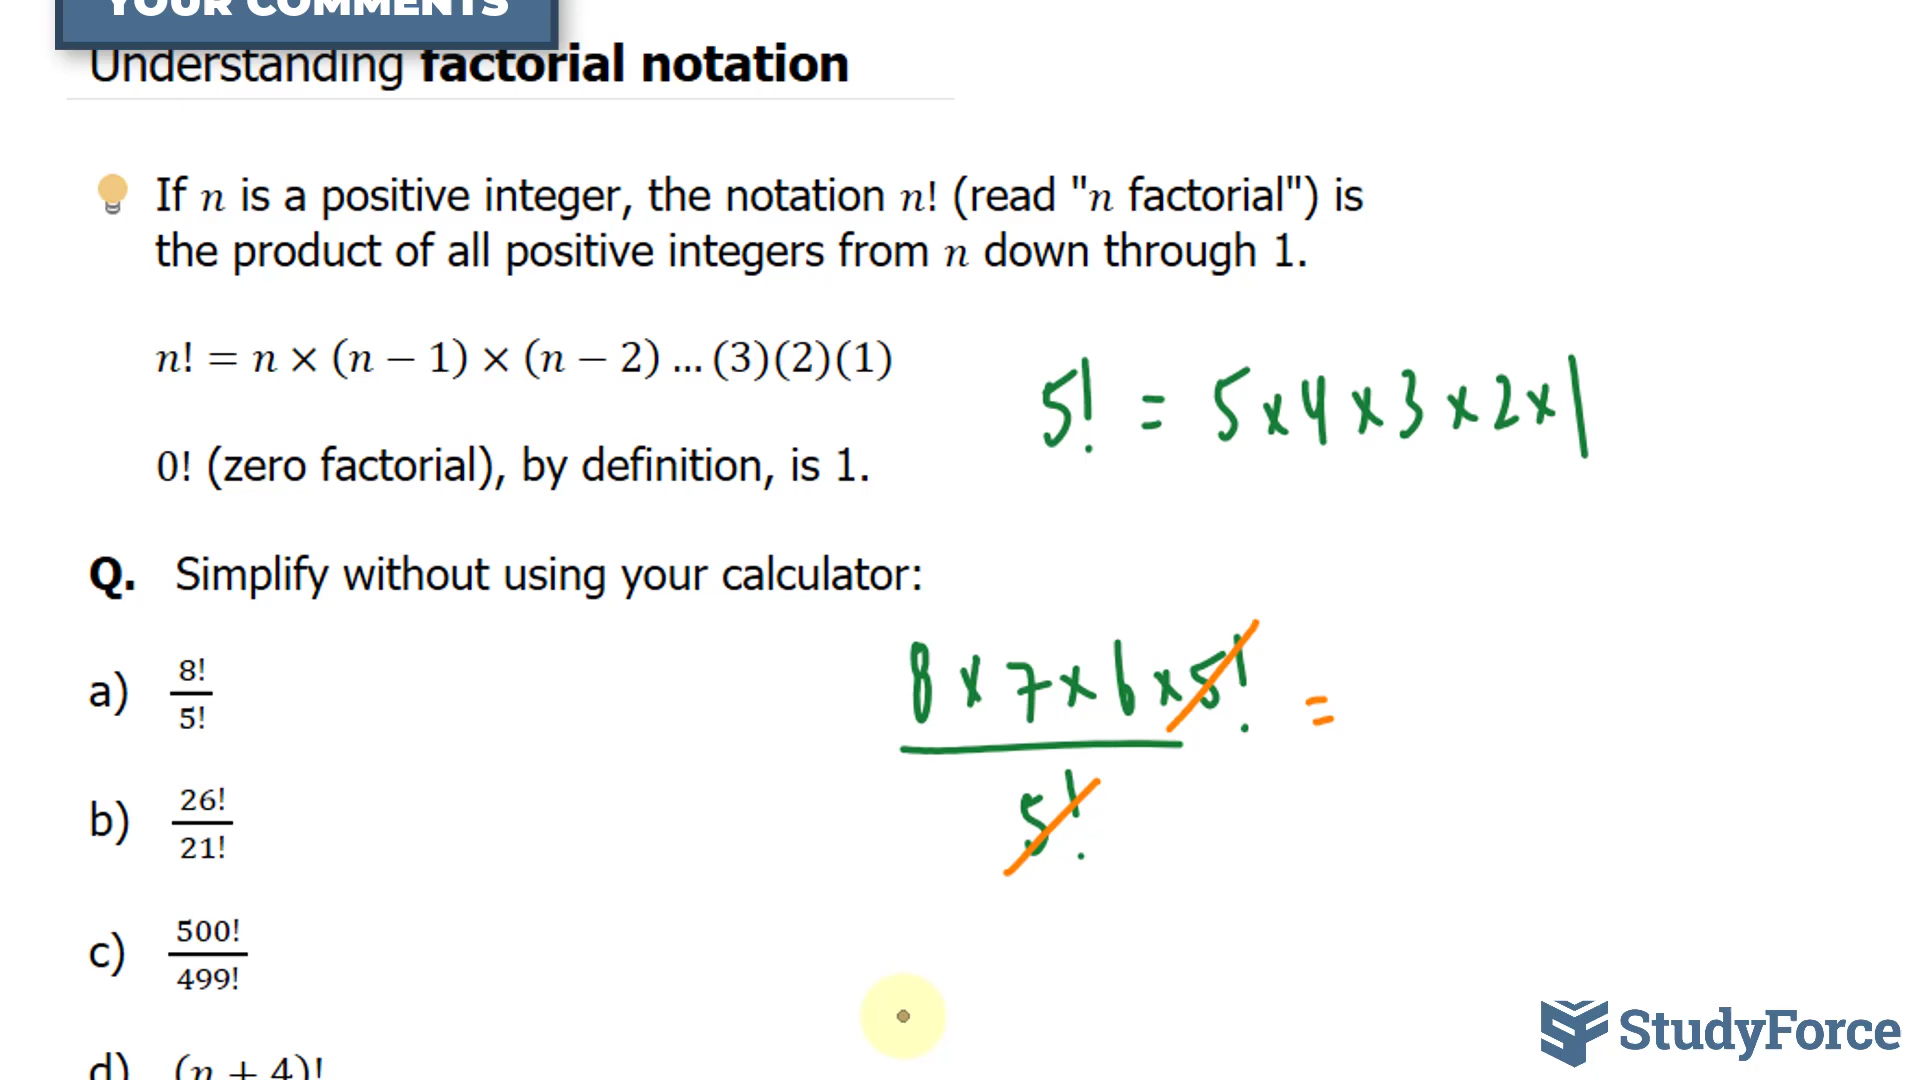 YOUR COMMENTS
Understanding factorial notation
If n is a positive integer, the notation n! (read "n factorial") is
the product of all positive integers from n down through 1.
n! = n × (n − 1) × (n − 2) ... (3)(2)(1)
5! = 5 × 4 × 3 × 2 × 1
0! (zero factorial), by definition, is 1.
Q. Simplify without using your calculator:
a) 8!
5!
8 × 7 × 6 × 5! =
5!
b) 26!
21!
c) 500!
499!
d) (n + 4)!
StudyForce